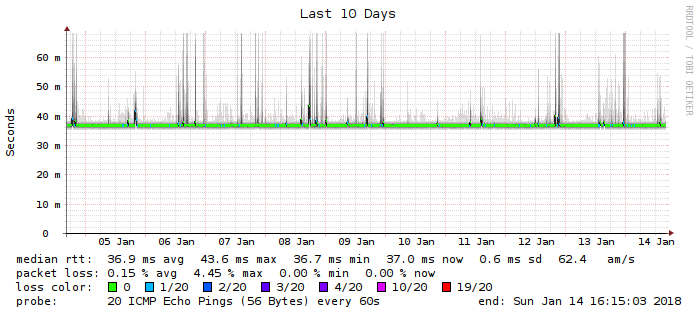 Last 10 Days
RRDTOOL / TOBI OETIKER
Seconds
60 m
50 m
40 m
30 m
20 m
10 m
0
05 Jan 06 Jan 07 Jan 08 Jan 09 Jan 10 Jan 11 Jan 12 Jan 13 Jan 14 Jan
median rtt: 36.9 ms avg 43.6 ms max 36.7 ms min 37.0 ms now 0.6 ms sd 62.4 am/s
packet loss: 0.15 % avg 4.45 % max 0.00 % min 0.00 % now
loss color: 0 1/20 2/20 3/20 4/20 10/20 19/20
probe: 20 ICMP Echo Pings (56 Bytes) every 60s end: Sun Jan 14 16:15:03 2018